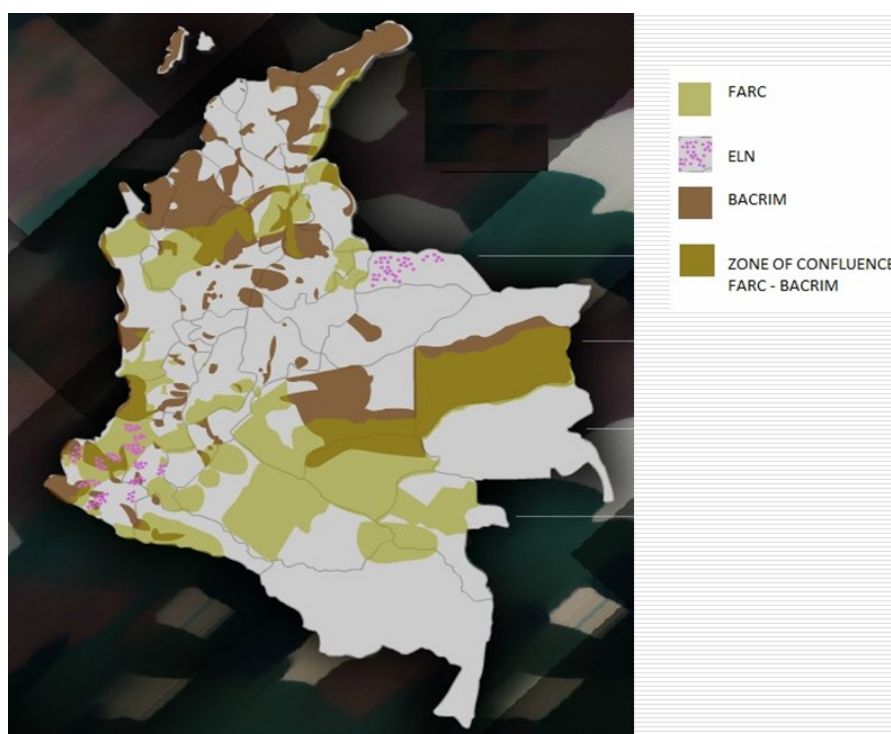 FARC
ELN
BACRIM
ZONE OF CONFLUENCE
FARC - BACRIM